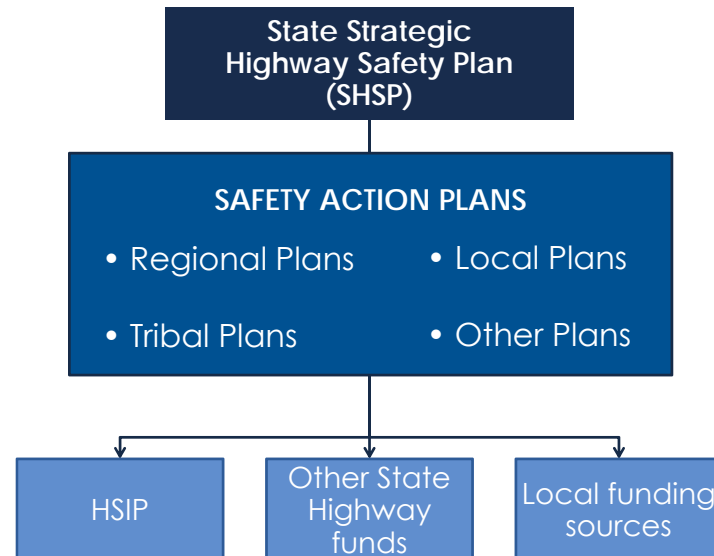 State Strategic
Highway Safety Plan
(SHSP)
SAFETY ACTION PLANS
• Regional Plans
• Local Plans
• Tribal Plans
• Other Plans
HSIP
Other State
Highway
funds
Local funding
sources